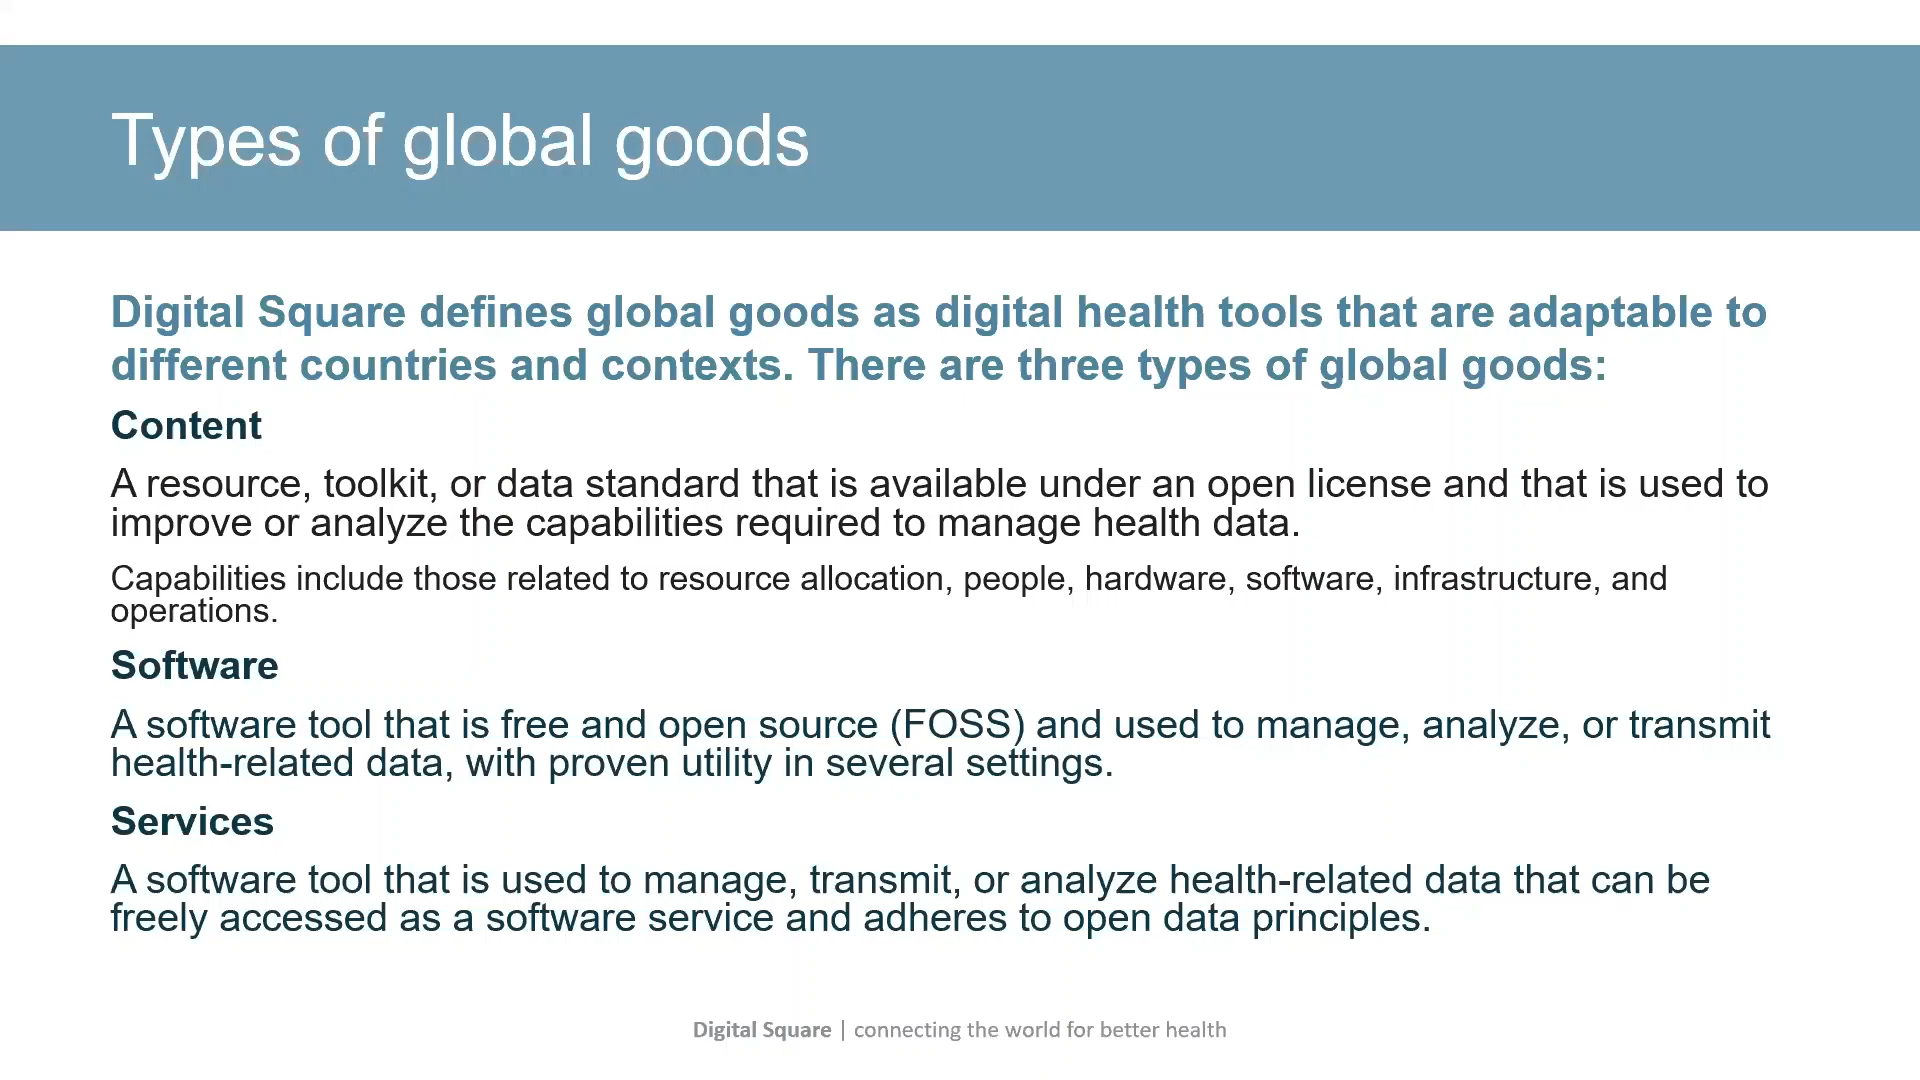 Types of global goods
Digital Square defines global goods as digital health tools that are adaptable to
different countries and contexts. There are three types of global goods:
Content
A resource, toolkit, or data standard that is available under an open license and that is used to
improve or analyze the capabilities required to manage health data.
Capabilities include those related to resource allocation, people, hardware, software, infrastructure, and
operations.
Software
A software tool that is free and open source (FOSS) and used to manage, analyze, or transmit
health-related data, with proven utility in several settings.
Services
A software tool that is used to manage, transmit, or analyze health-related data that can be
freely accessed as a software service and adheres to open data principles.
Digital Square | connecting the world for better health